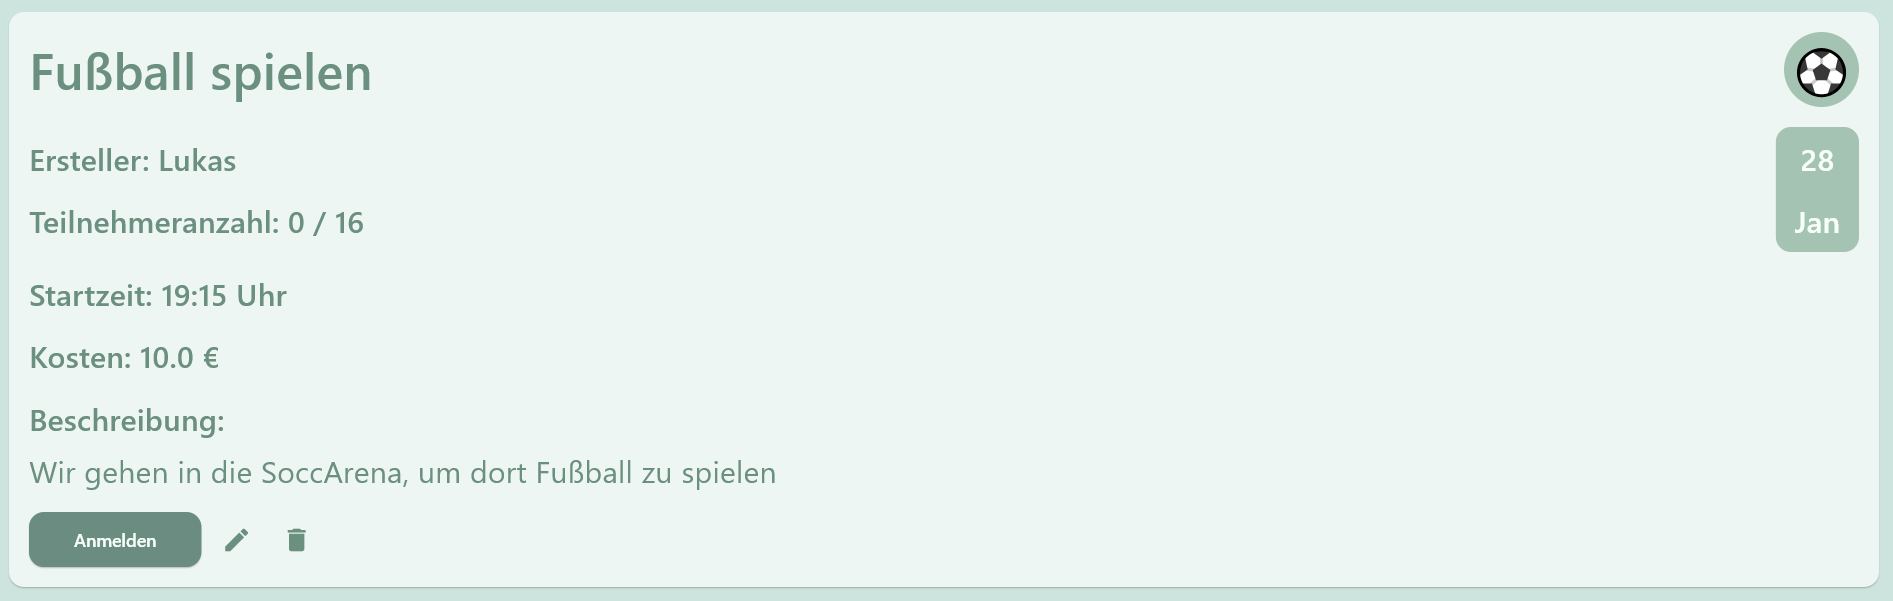 Fußball spielen
Ersteller: Lukas
Teilnehmeranzahl: 0 / 16
Startzeit: 19:15 Uhr
Kosten: 10.0 €
Beschreibung:
Wir gehen in die SoccArena, um dort Fußball zu spielen
Anmelden
28
Jan